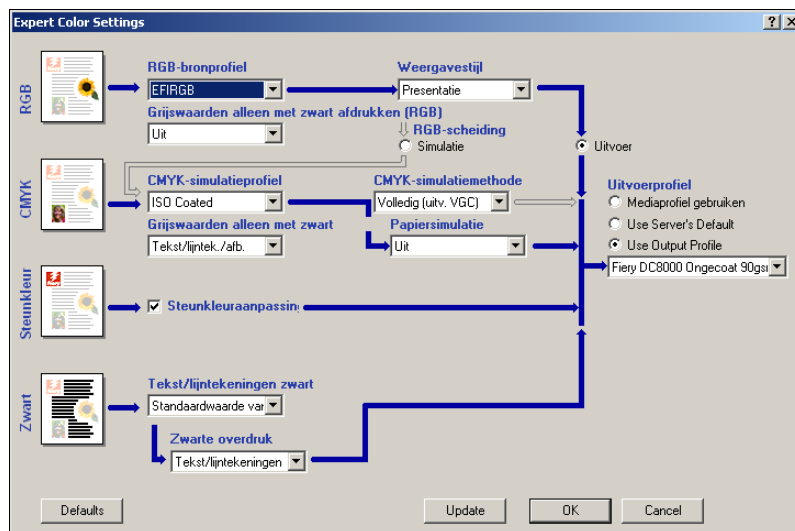 Expert Color Settings
RGB
RGB-bronprofiel
EFIRGB
Weergavestijl
Presentatie
Grijswaarden alleen met zwart afdrukken (RGB)
Uit
RGB-scheiding
Simulatie
Uitvoer
CMYK
CMYK-simulatieprofiel
ISO Coated
CMYK-simulatiemethode
Volledig (uitv. VGC)
Grijswaarden alleen met zwart
Tekst/lijntek./afb.
Papiersimulatie
Uit
Uitvoerprofiel
Mediaprofiel gebruiken
Use Server's Default
Use Output Profile
Fiery DC8000 Ongecoat 90gsm
Steunkleur
Steunkleuraanpassing
Zwart
Tekst/lijntekeningen zwart
Standaardwaarde var
Zwarte overdruk
Tekst/lijntekeningen
Defaults
Update
OK
Cancel